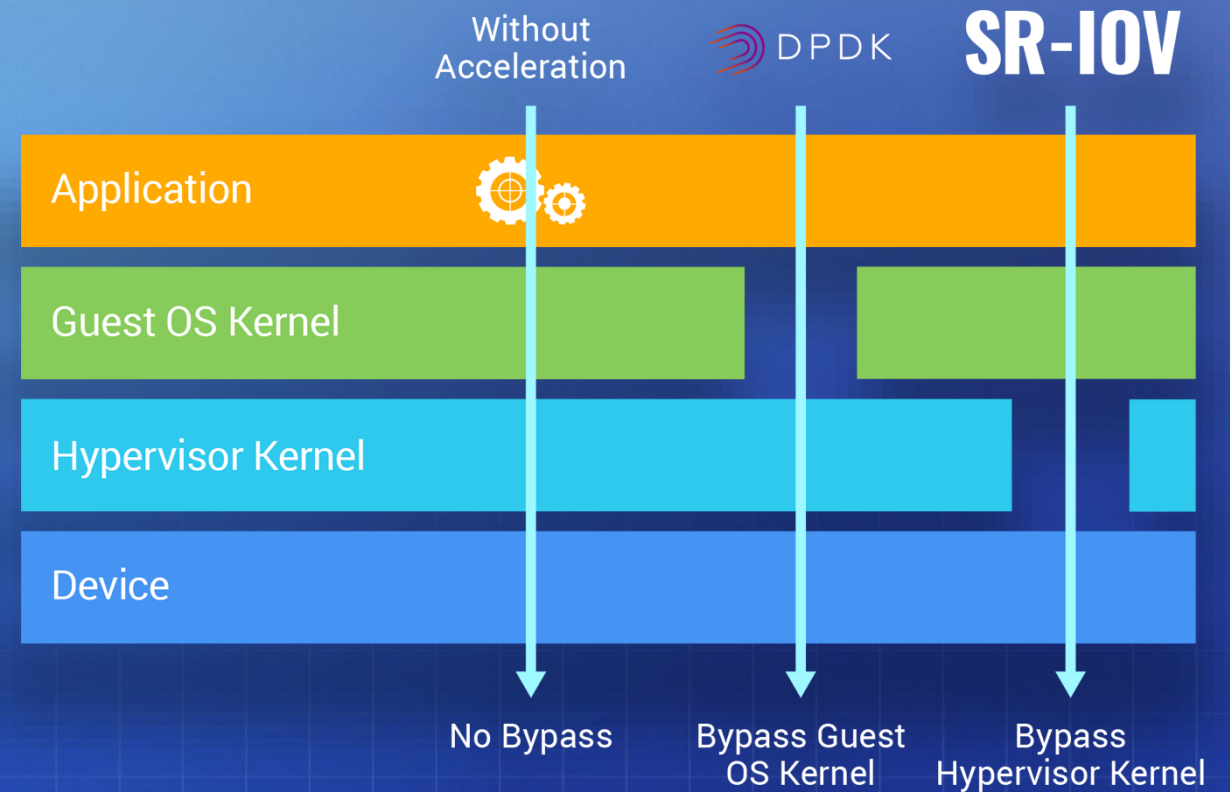 Without
Acceleration
DPDK
SR-IOV
Application
Guest OS Kernel
Hypervisor Kernel
Device
No Bypass
Bypass Guest
OS Kernel
Bypass
Hypervisor Kernel